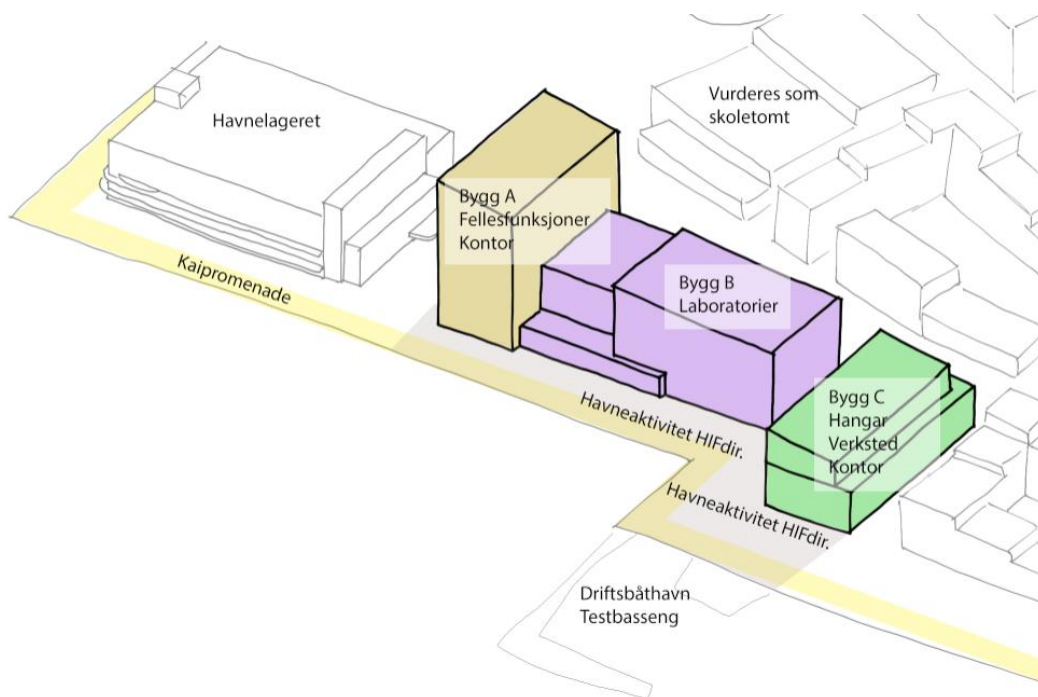 Havnelageret
Vurderes som
skoletomt
Bygg A
Fellesfunksjoner
Kontor
Kaipromenade
Bygg B
Laboratorier
Havneaktivitet HIFdir.
Bygg C
Hangar
Verksted
Kontor
Havneaktivitet HIFdir.
Driftsbåthavn
Testbasseng